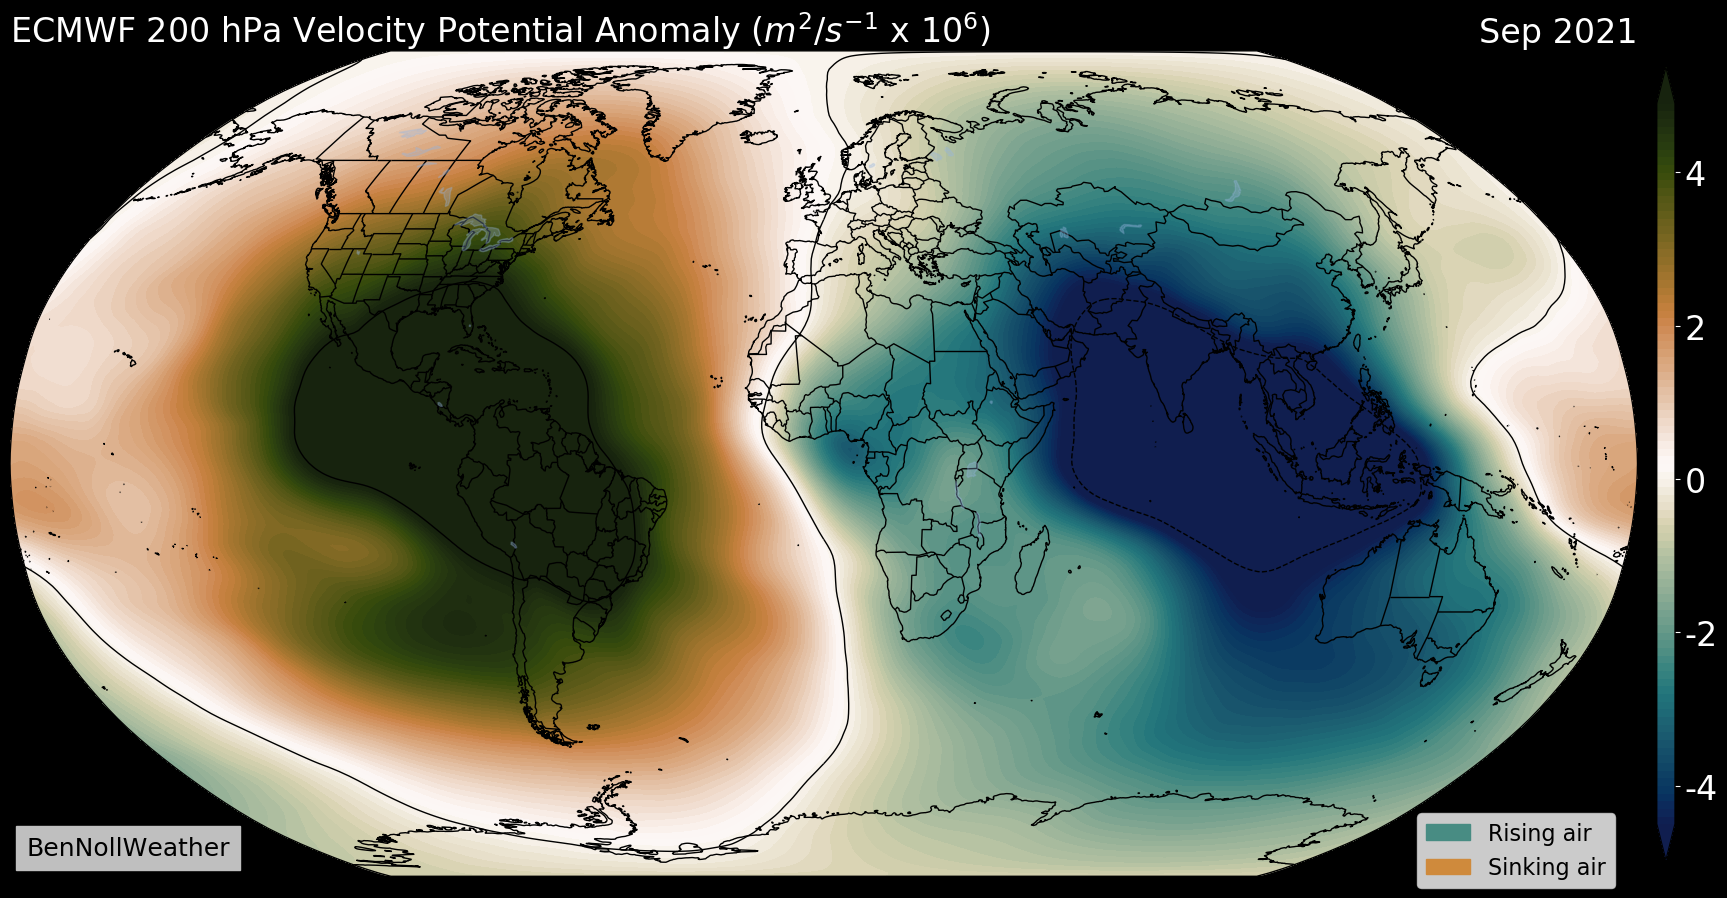 ECMWF 200 hPa Velocity Potential Anomaly (m²/s⁻¹ x 10⁶)
Sep 2021
4
2
0
-2
-4
BenNollWeather
Rising air
Sinking air